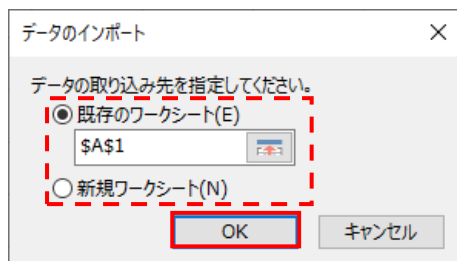 データのインポート
データの取り込み先を指定してください。
既存のワークシート(E)
$A$1
新規ワークシート(N)
OK
キャンセル